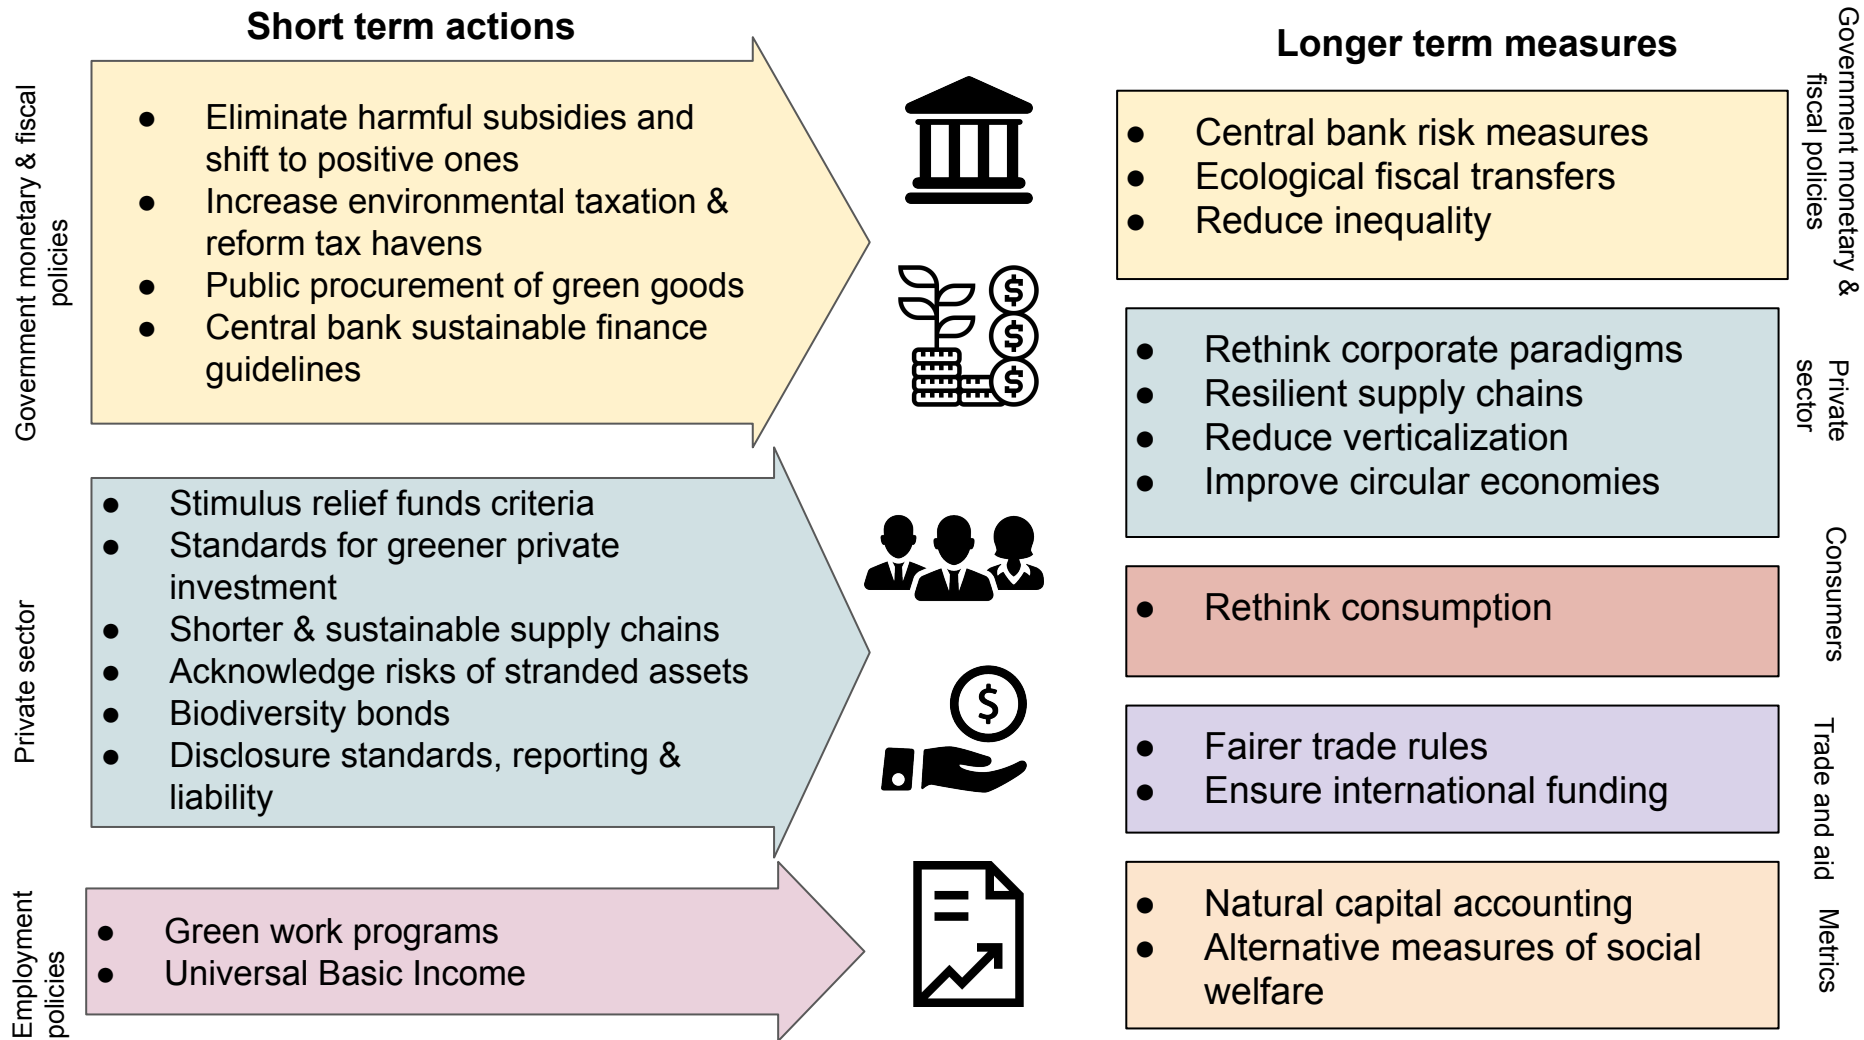 Short term actions
Government monetary & fiscal
policies
● Eliminate harmful subsidies and
shift to positive ones
● Increase environmental taxation &
reform tax havens
● Public procurement of green goods
● Central bank sustainable finance
guidelines
Private sector
● Stimulus relief funds criteria
● Standards for greener private
investment
● Shorter & sustainable supply chains
● Acknowledge risks of stranded assets
● Biodiversity bonds
● Disclosure standards, reporting &
liability
Employment
policies
● Green work programs
● Universal Basic Income
$
$
$
$
Longer term measures
Government monetary &
fiscal policies
● Central bank risk measures
● Ecological fiscal transfers
● Reduce inequality
Private
sector
● Rethink corporate paradigms
● Resilient supply chains
● Reduce verticalization
● Improve circular economies
Consumers
● Rethink consumption
Trade and aid
● Fairer trade rules
● Ensure international funding
Metrics
● Natural capital accounting
● Alternative measures of social
welfare